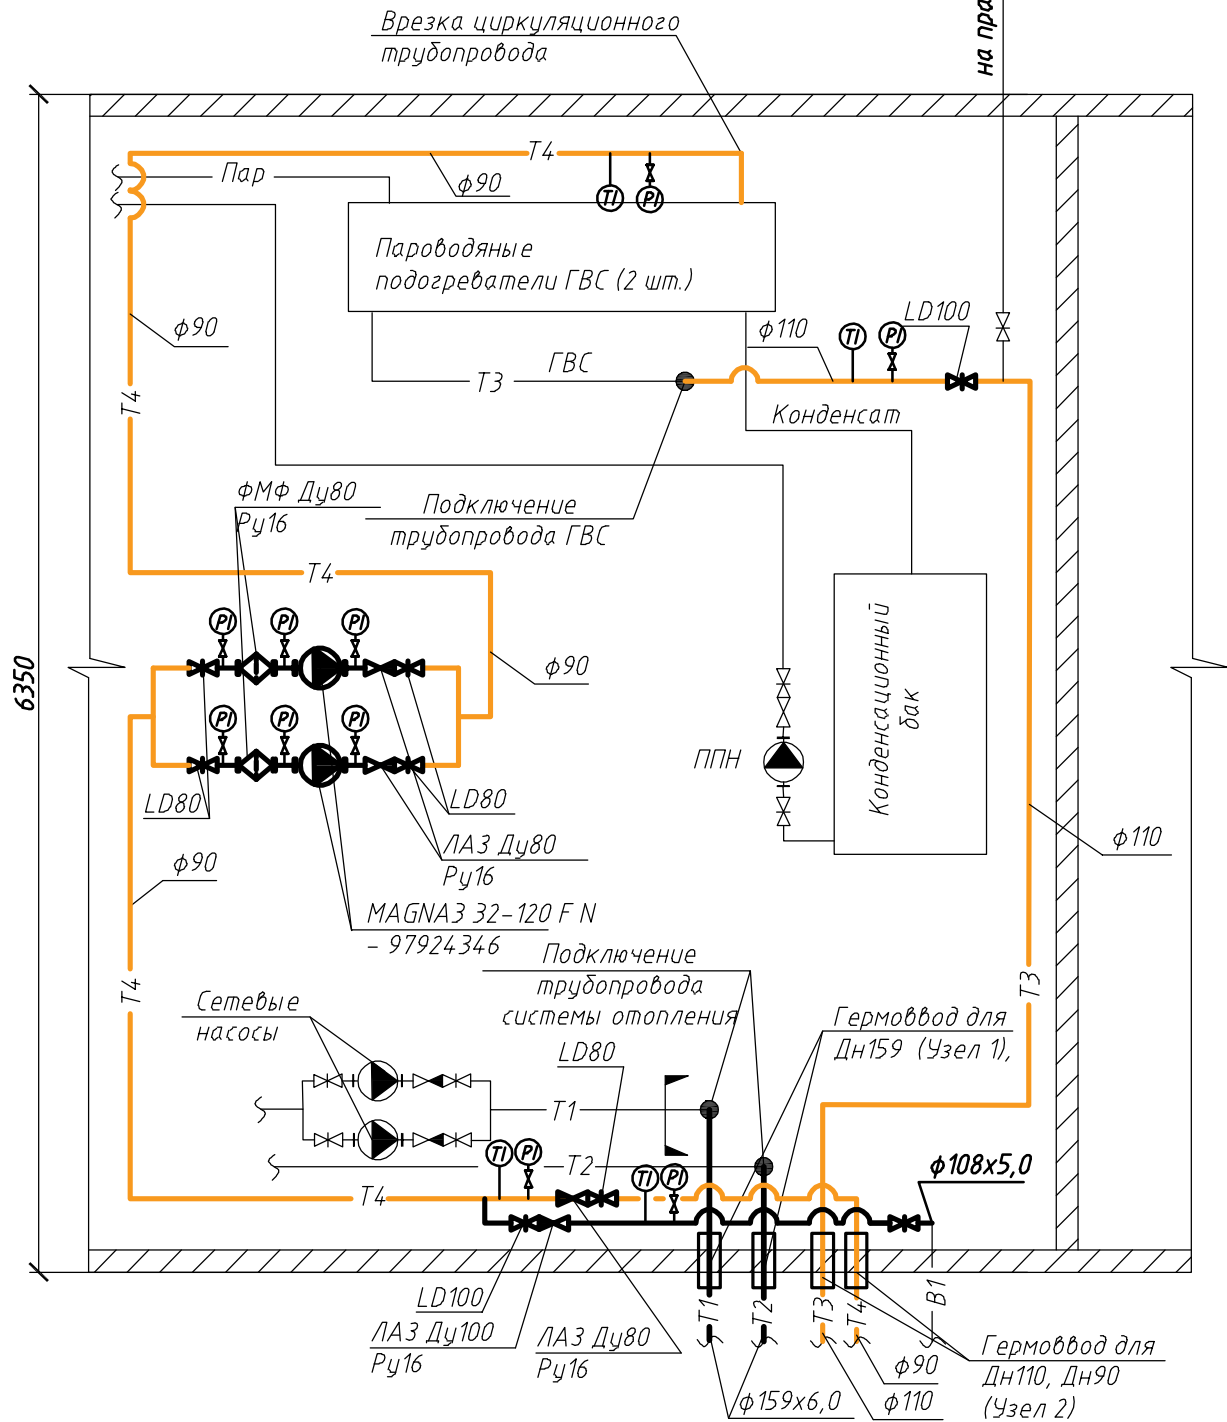 Врезка циркуляционного
трубопровода
на пра
6350
Т4
Пар
ф90
TI
PI
Пароводяные
подогреватели ГВС (2 шт.)
ф90
ф110
TI
PI
LD100
ГВС
Т3
Т4
Конденсат
ФМФ Ду80
Ру16
Подключение
трубопровода ГВС
Т4
PI
PI
PI
ф90
Конденсационный
бак
PI
PI
PI
ППН
LD80
LD80
ЛАЗ Ду80
Ру16
ф110
ф90
MAGNA3 32-120 F N
- 97924346
Т4
Т3
Подключение
трубопровода
системы отопления
Сетевые
насосы
Гермоввод для
Дн159 (Узел 1),
LD80
Т1
TI
PI
Т2
TI
PI
ф108х5,0
Т4
LD100
ЛАЗ Ду100
Ру16
ЛАЗ Ду80
Ру16
Т1
Т2
Т3
Т4
В1
Гермоввод для
Дн110, Дн90
(Узел 2)
ф90
ф110
ф159х6,0